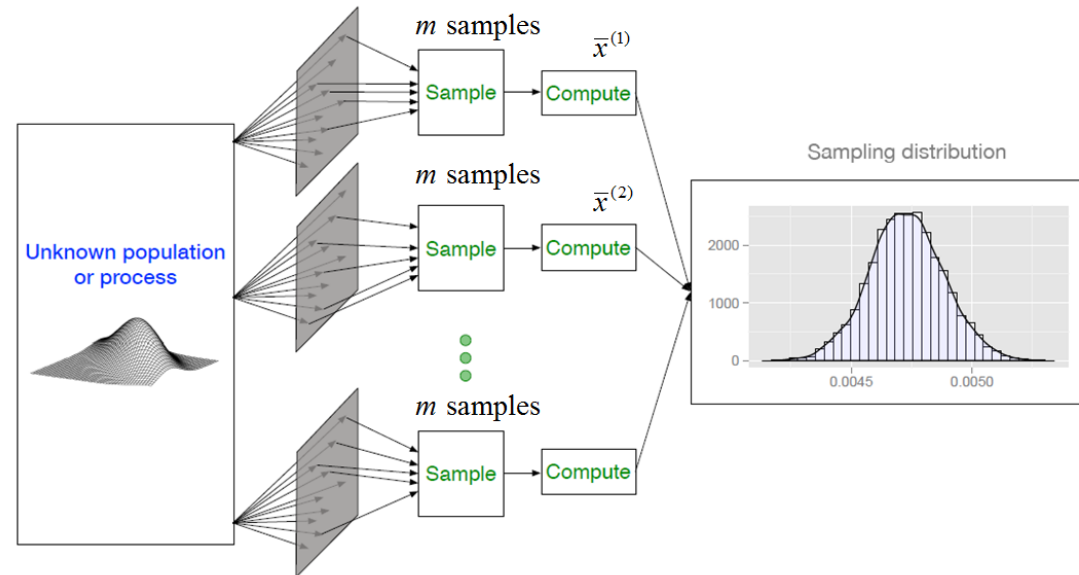 m samples
x̄⁽¹⁾
Sample
Compute
m samples
x̄⁽²⁾
Sample
Compute
Unknown population
or process
m samples
Sample
Compute
Sampling distribution
2000
1000
0
0.0045
0.0050